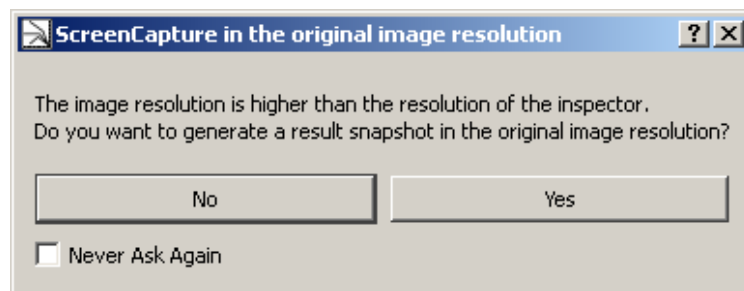 ScreenCapture in the original image resolution
The image resolution is higher than the resolution of the inspector.
Do you want to generate a result snapshot in the original image resolution?
No Yes
Never Ask Again